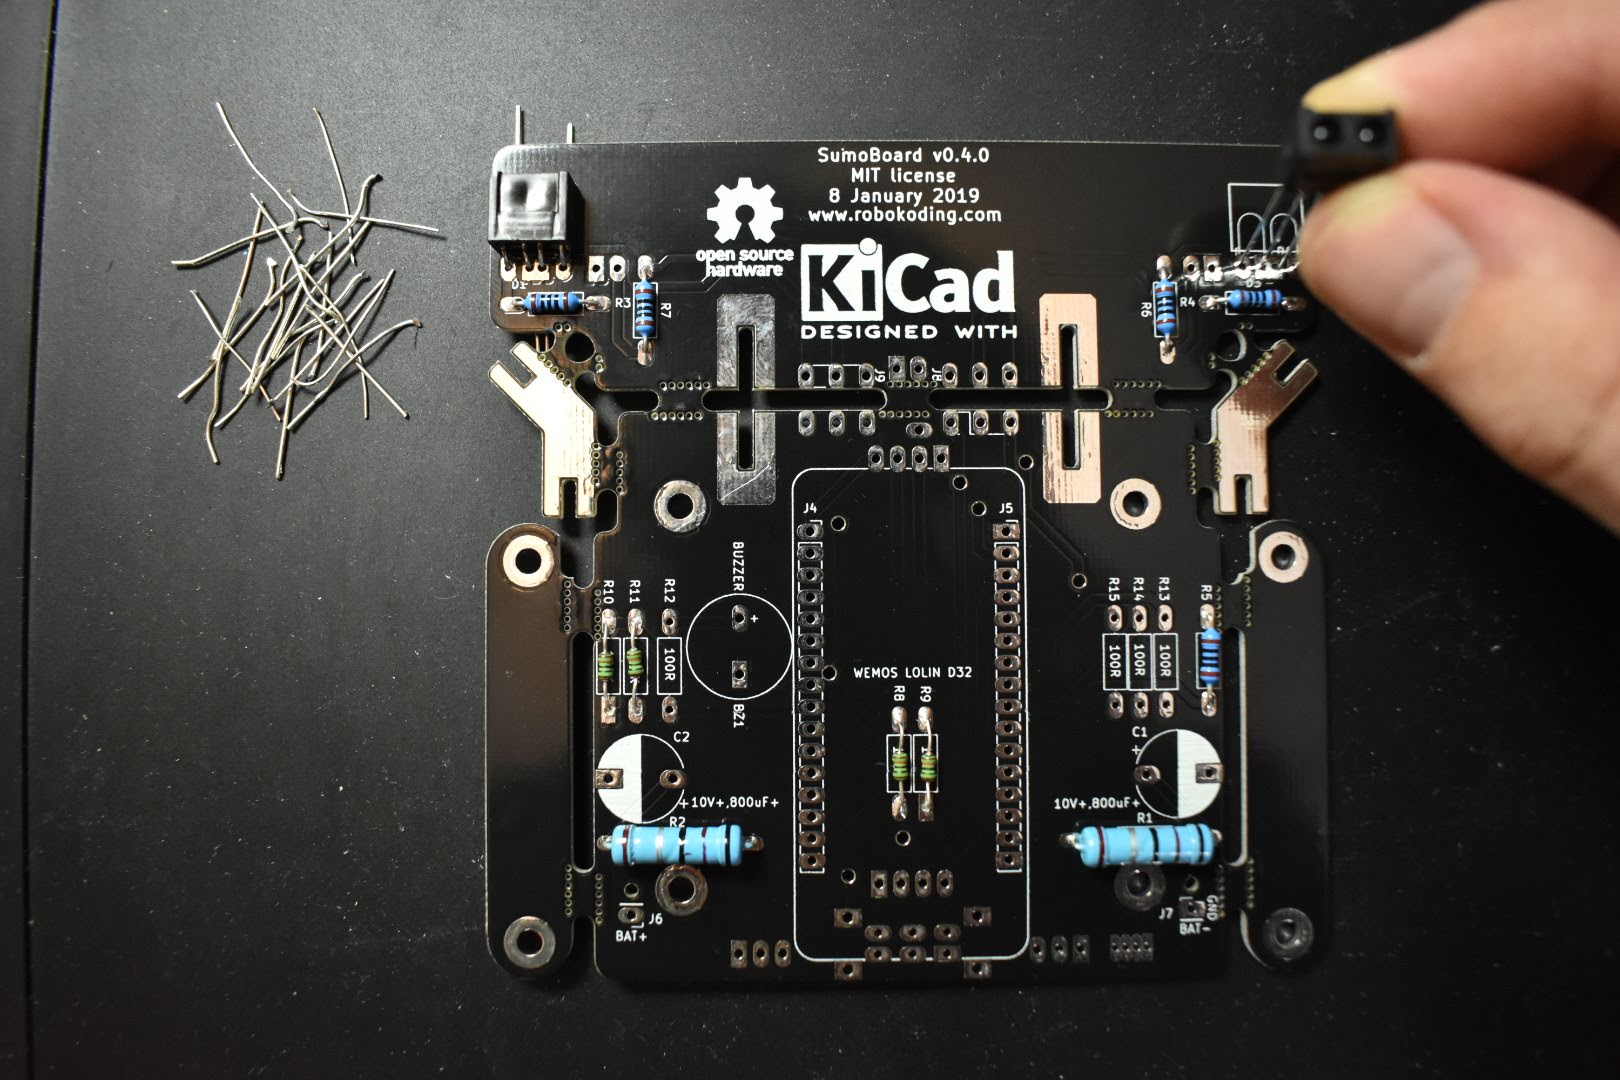 SumoBoard v0.4.0
MIT license
8 January 2019
www.robokoding.com
open source
hardware
KiCad
DESIGNED WITH
R3
R7
R6
R4
J9
J8
J4
J5
BUZZER
+
BZ1
R10
R11
R12
100R
R15
R14
R13
R5
100R
100R
100R
WEMOS LOLIN D32
R8
R9
C2
+10V+,800uF+
R2
C1
+
10V+,800uF+
R1
J6
BAT+
J7
GND
BAT-